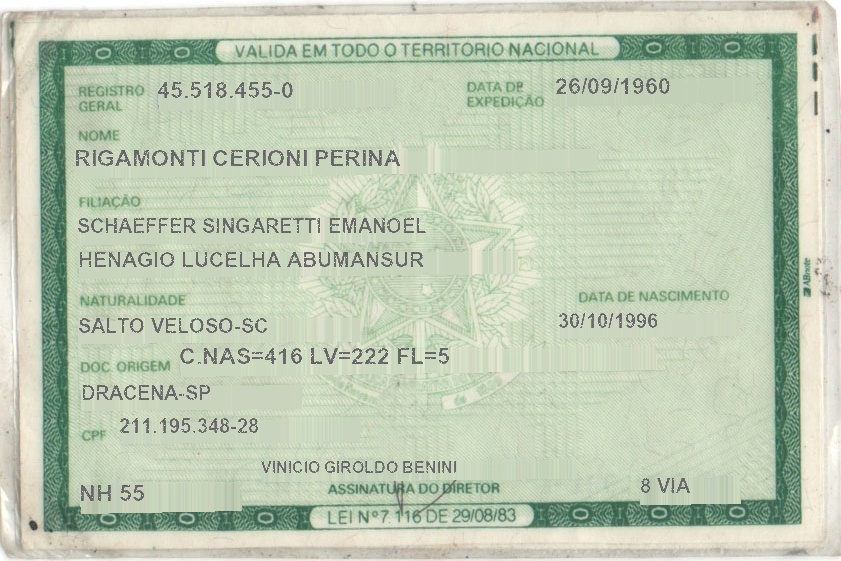 VALIDA EM TODO O TERRITORIO NACIONAL
REGISTRO GERAL 45.518.455-0 DATA DE EXPEDIÇÃO 26/09/1960
NOME
RIGAMONTI CERIONI PERINA
FILIAÇÃO
SCHAEFFER SINGARETTI EMANOEL
HENAGIO LUCELHA ABUMANSUR
NATURALIDADE DATA DE NASCIMENTO
SALTO VELOSO-SC 30/10/1996
DOC. ORIGEM C.NAS=416 LV=222 FL=5
DRACENA-SP
CPF 211.195.348-28
VINICIO GIROLDO BENINI
NH 55 ASSINATURA DO DIRETOR 8 VIA
LEI Nº 7.116 DE 29/08/83
ABnote